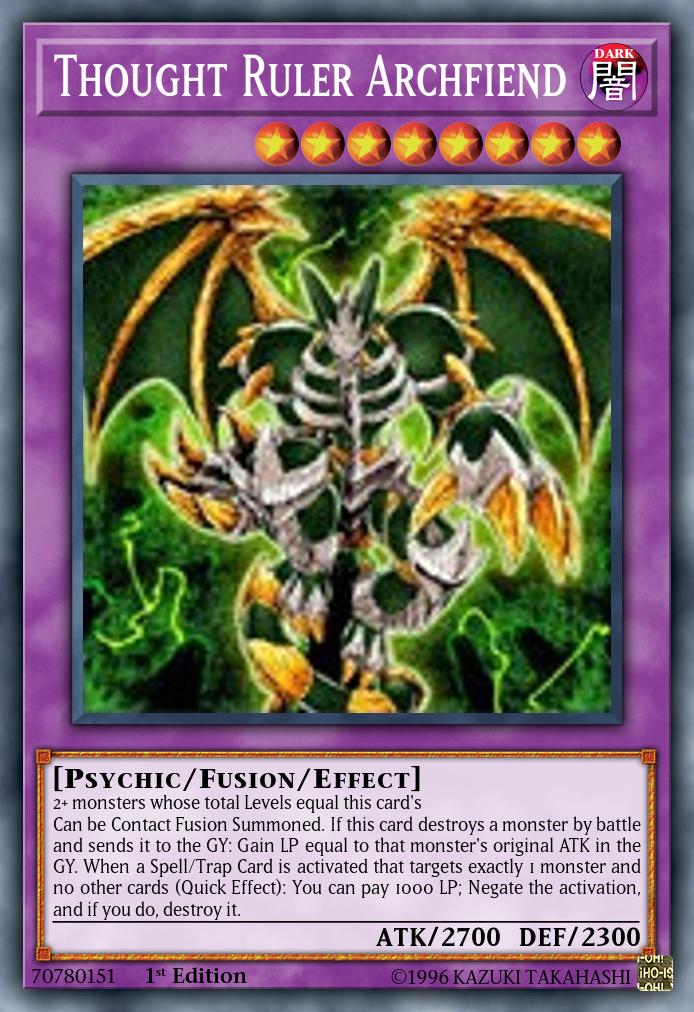 THOUGHT RULER ARCHFIEND
DARK
闇
[PSYCHIC/FUSION/EFFECT]
2+ monsters whose total Levels equal this card's
Can be Contact Fusion Summoned. If this card destroys a monster by battle
and sends it to the GY: Gain LP equal to that monster's original ATK in the
GY. When a Spell/Trap Card is activated that targets exactly 1 monster and
no other cards (Quick Effect): You can pay 1000 LP; Negate the activation,
and if you do, destroy it.
ATK/2700 DEF/2300
70780151 1st Edition ©1996 KAZUKI TAKAHASHI